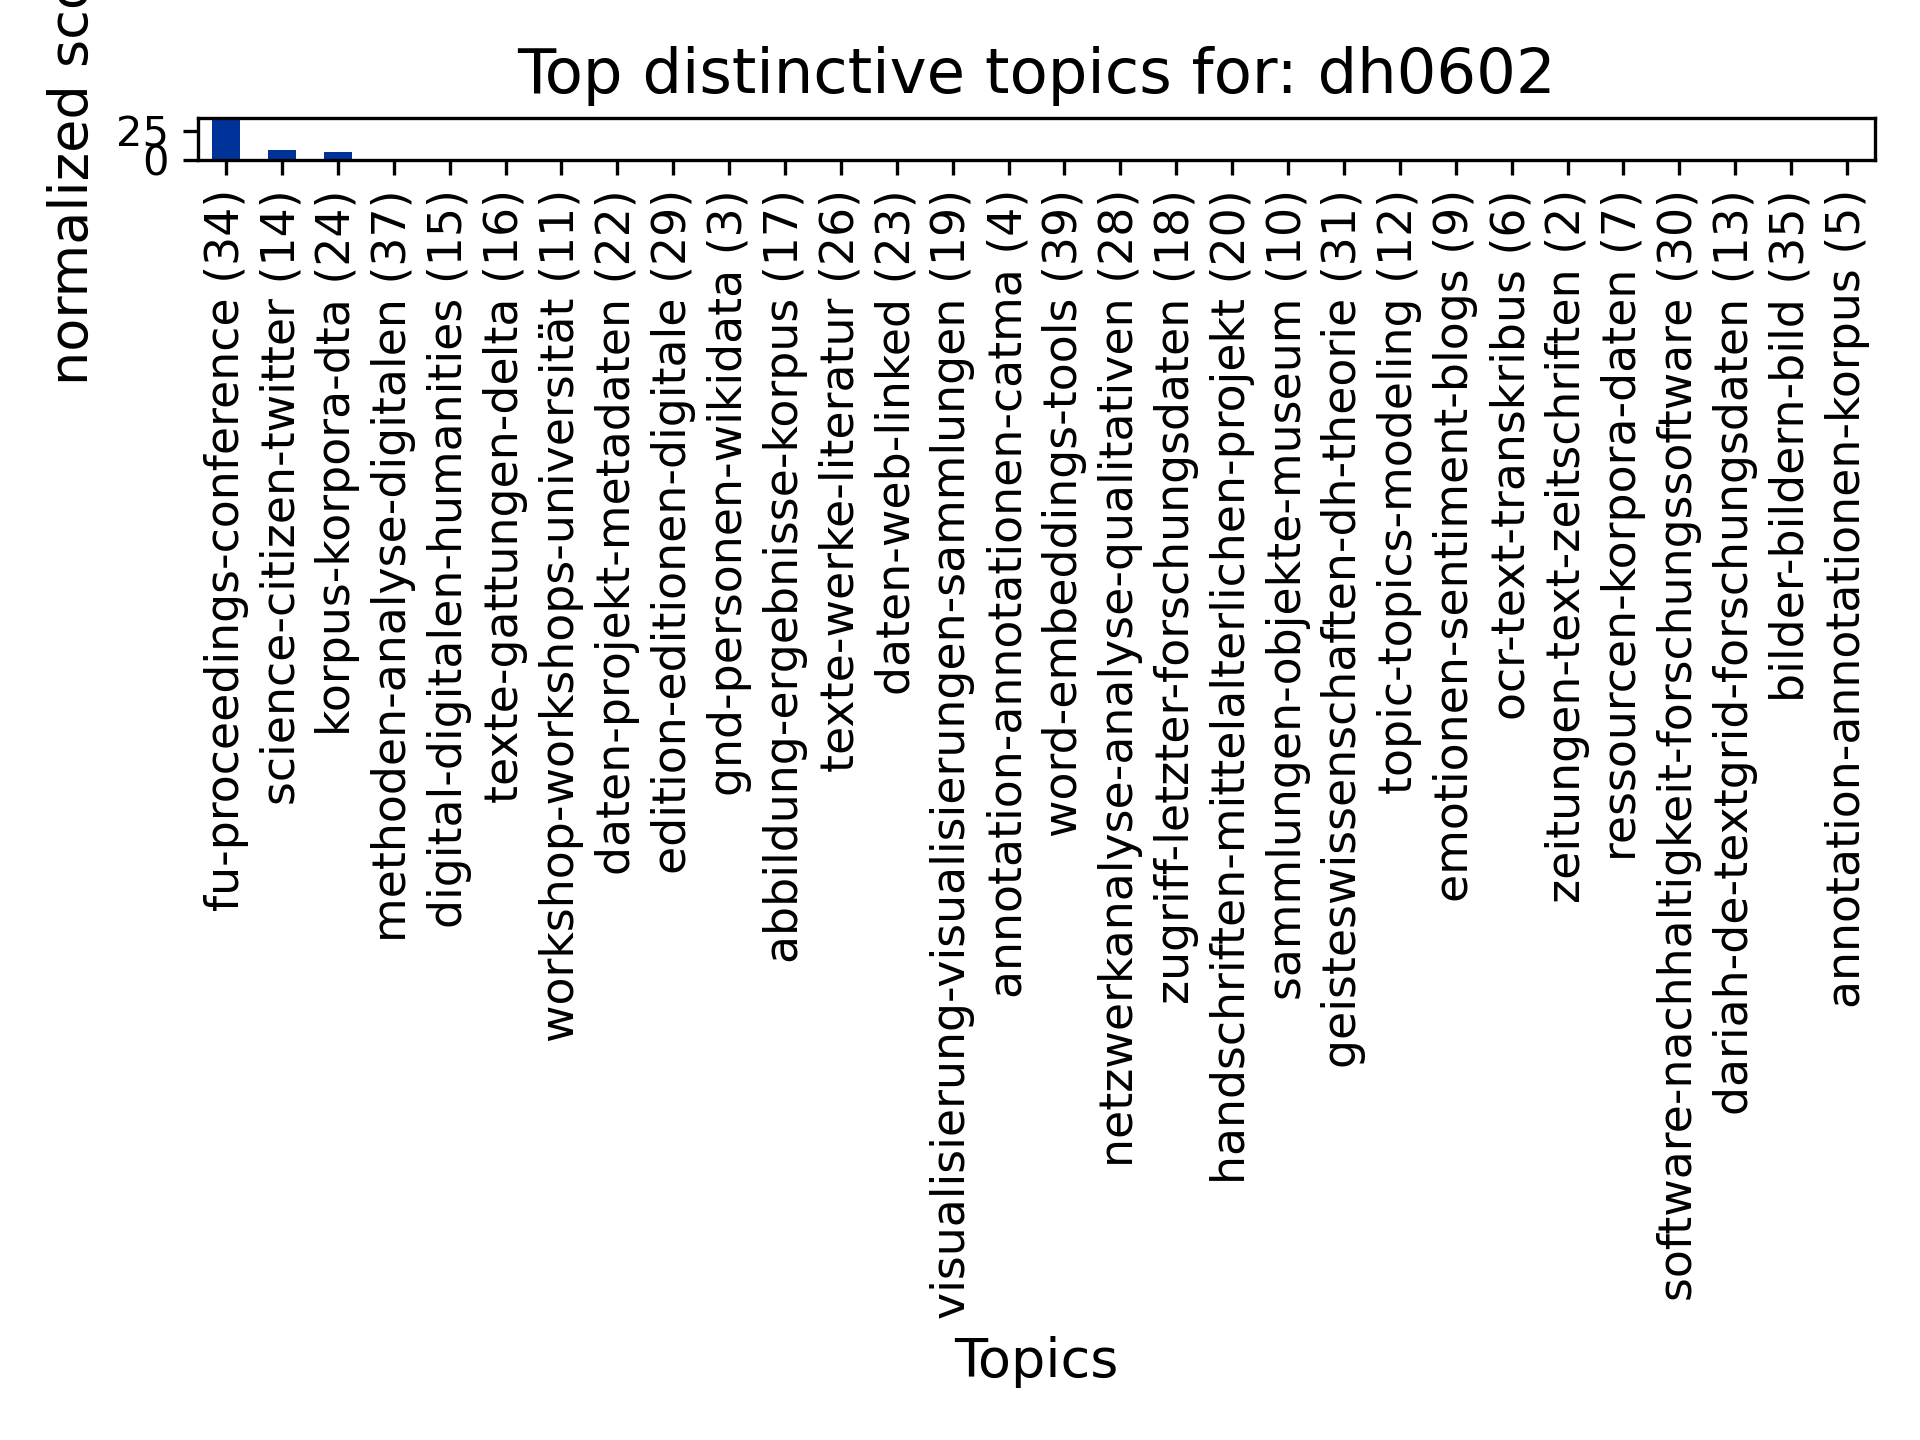 Top distinctive topics for: dh0602
normalized sco
25
0
fu-proceedings-conference (34)
science-citizen-twitter (14)
korpus-korpora-dta (24)
methoden-analyse-digitalen (37)
digital-digitalen-humanities (15)
texte-gattungen-delta (16)
workshop-workshops-universität (11)
daten-projekt-metadaten (22)
edition-editionen-digitale (29)
gnd-personen-wikidata (3)
abbildung-ergebnisse-korpus (17)
texte-werke-literatur (26)
daten-web-linked (23)
visualisierung-visualisierungen-sammlungen (19)
annotation-annotationen-catma (4)
word-embeddings-tools (39)
netzwerkanalyse-analyse-qualitativen (28)
zugriff-letzter-forschungsdaten (18)
handschriften-mittelalterlichen-projekt (20)
sammlungen-objekte-museum (10)
geisteswissenschaften-dh-theorie (31)
topic-topics-modeling (12)
emotionen-sentiment-blogs (9)
ocr-text-transkribus (6)
zeitungen-text-zeitschriften (2)
ressourcen-korpora-daten (7)
software-nachhaltigkeit-forschungssoftware (30)
dariah-de-textgrid-forschungsdaten (13)
bilder-bildern-bild (35)
annotation-annotationen-korpus (5)
Topics